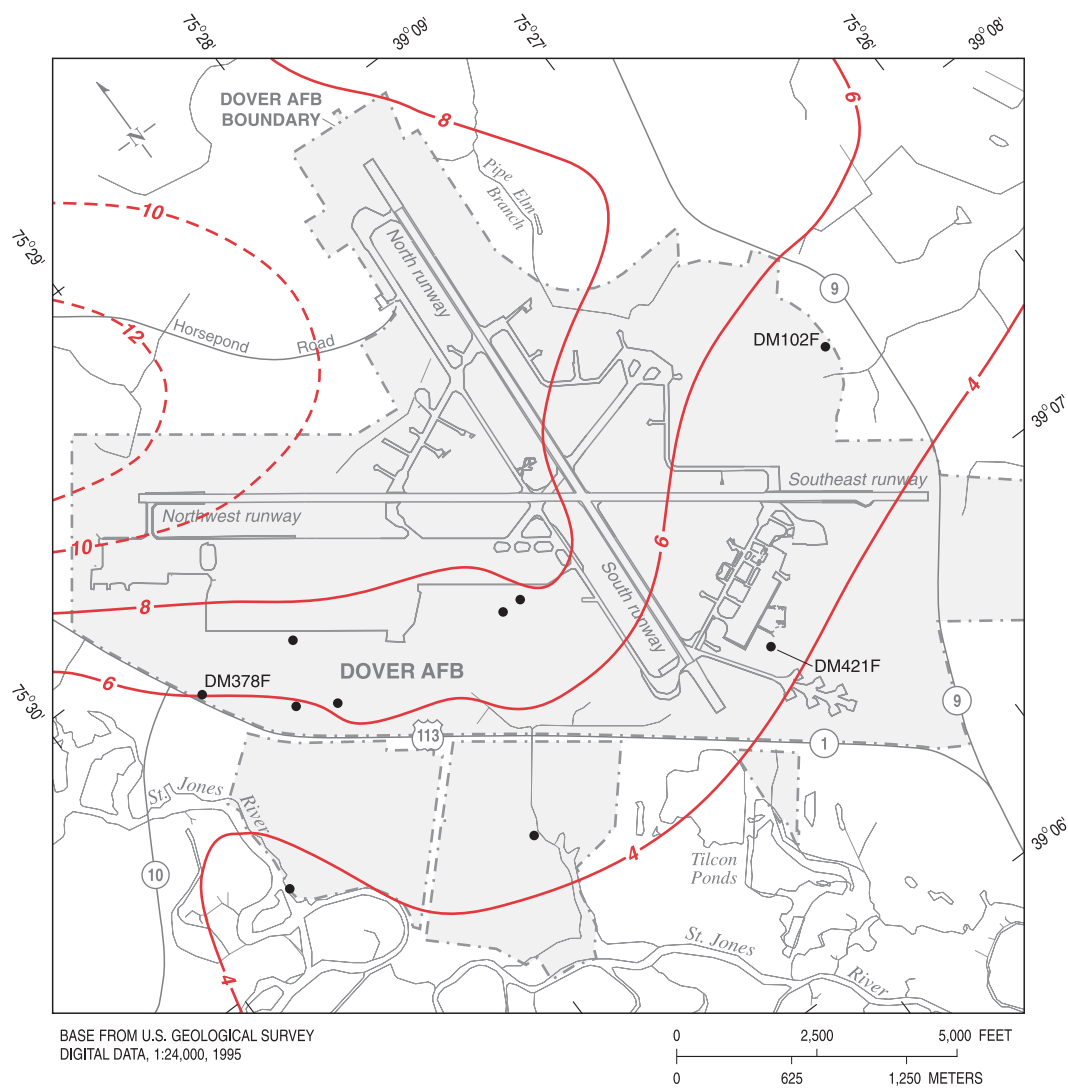 75°28'
39°09'
75°27'
75°26'
39°08'
DOVER AFB
BOUNDARY
8
6
N
Pipe Elm
Branch
10
75°29'
North runway
9
12
Horsepond Road
DM102F
4
39°07'
Southeast runway
Northwest runway
10
6
8
South runway
DOVER AFB
DM421F
6
DM378F
75°30'
9
113
1
St. Jones
River
39°06'
4
Tilcon
Ponds
10
St. Jones
River
4
BASE FROM U.S. GEOLOGICAL SURVEY
DIGITAL DATA, 1:24,000, 1995
0 2,500 5,000 FEET
0 625 1,250 METERS